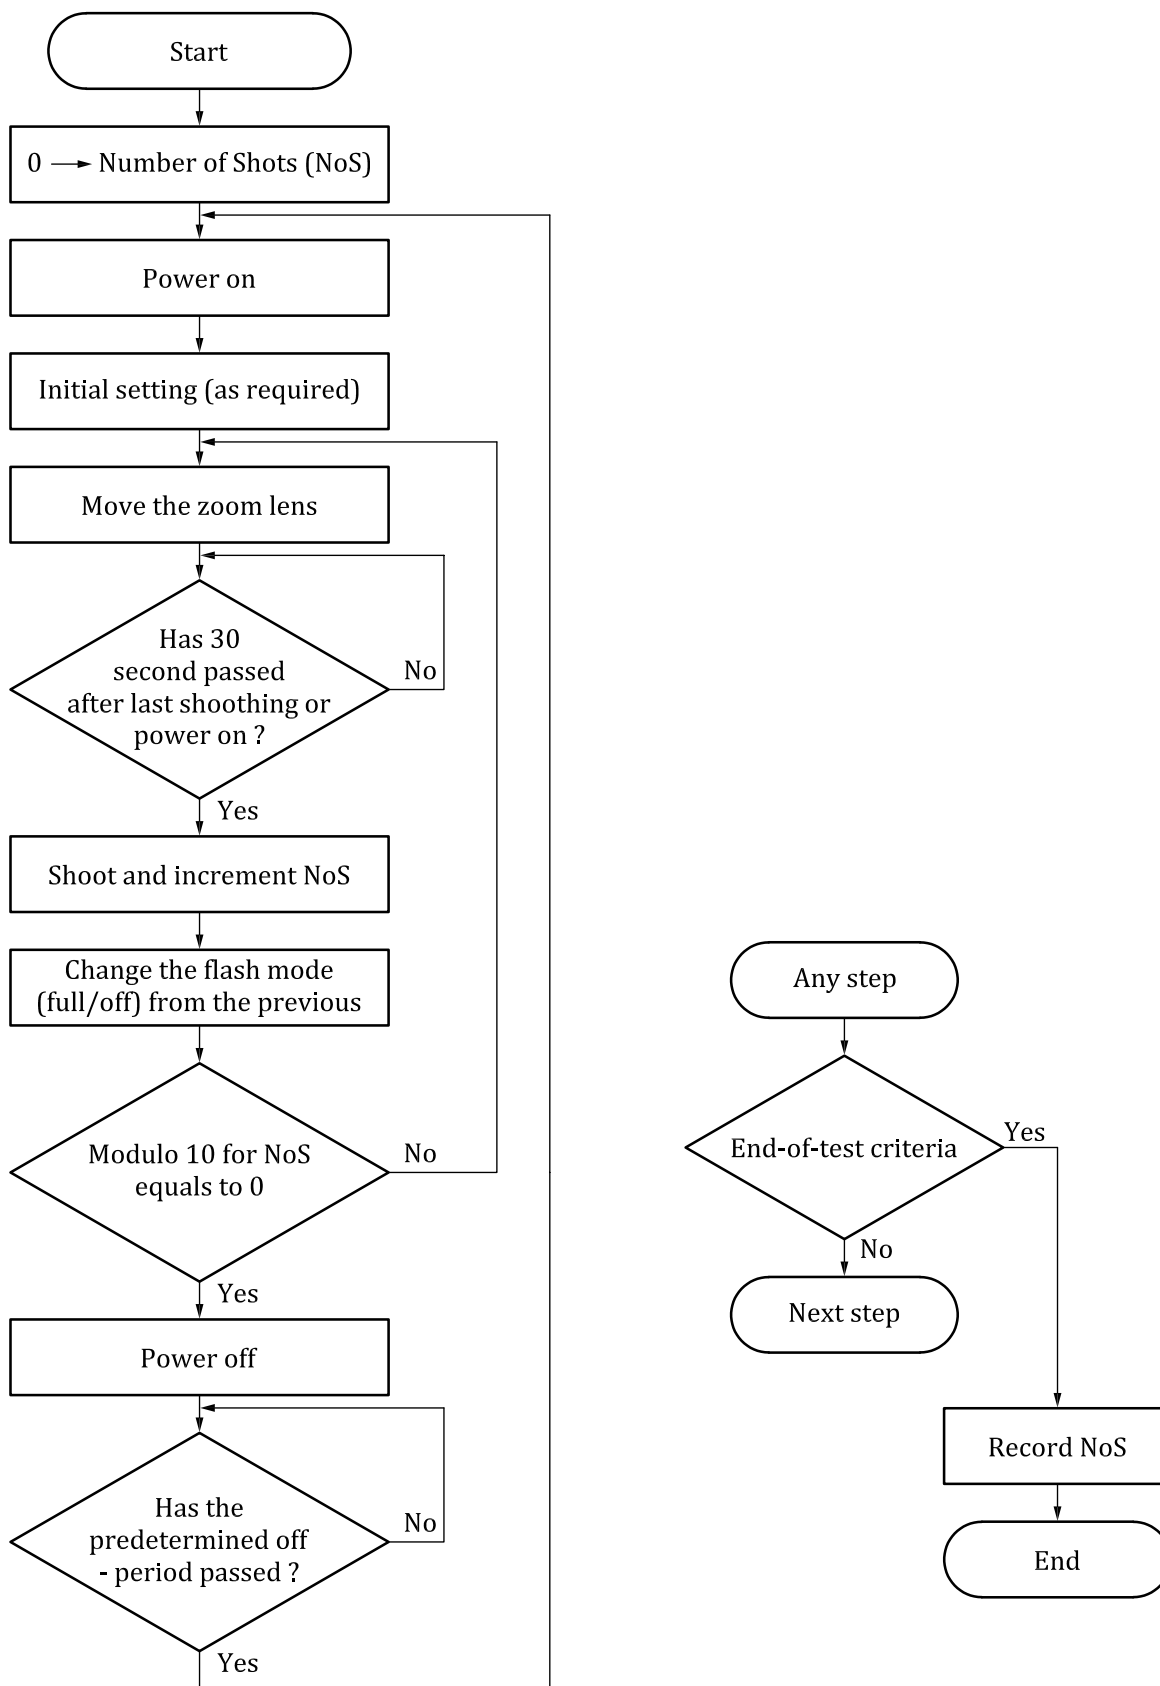 Start
0 → Number of Shots (NoS)
Power on
Initial setting (as required)
Move the zoom lens
Has 30
second passed
after last shoothing or
power on ?
No
Yes
Shoot and increment NoS
Change the flash mode
(full/off) from the previous
Modulo 10 for NoS
equals to 0
No
Yes
Power off
Has the
predetermined off
- period passed ?
No
Yes
Any step
End-of-test criteria
Yes
No
Next step
Record NoS
End